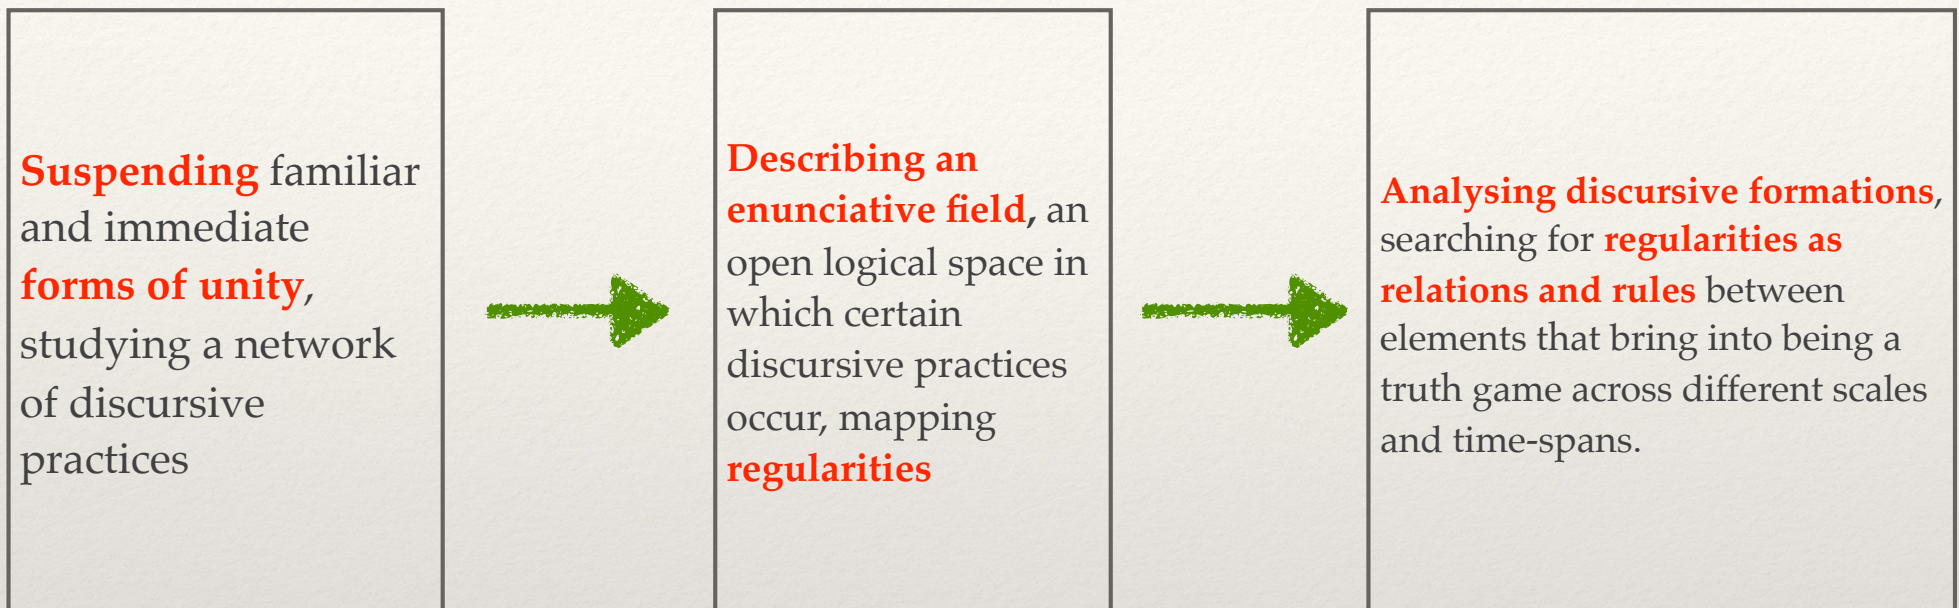 Suspending familiar
and immediate
forms of unity,
studying a network
of discursive
practices
Describing an
enunciative field, an
open logical space in
which certain
discursive practices
occur, mapping
regularities
Analysing discursive formations,
searching for regularities as
relations and rules between
elements that bring into being a
truth game across different scales
and time-spans.